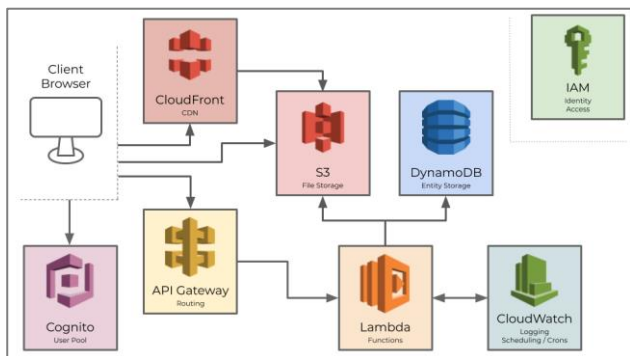 Client
Browser
CloudFront
CDN
S3
File Storage
DynamoDB
Entity Storage
IAM
Identity
Access
Cognito
User Pool
API Gateway
Routing
Lambda
Functions
CloudWatch
Logging
Scheduling / Crons